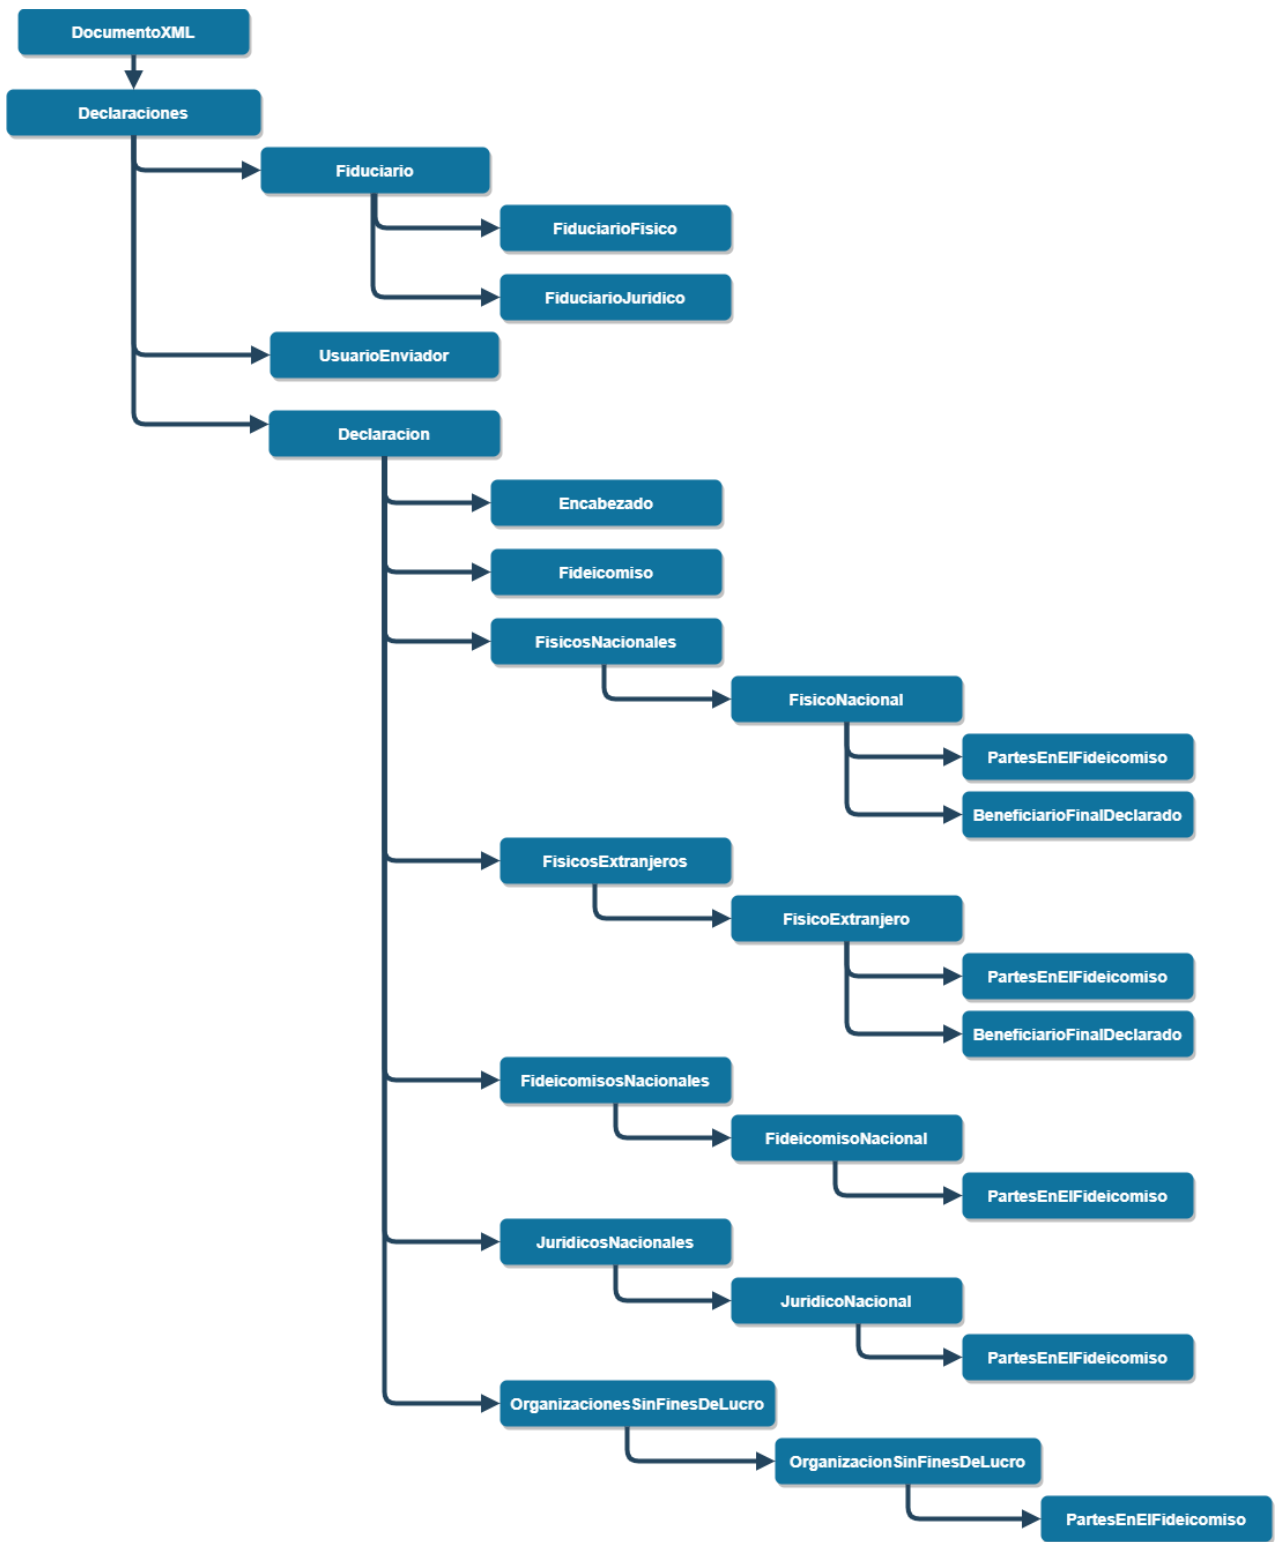 DocumentoXML
Declaraciones
Fiduciario
FiduciarioFisico
FiduciarioJuridico
UsuarioEnviador
Declaracion
Encabezado
Fideicomiso
FisicosNacionales
FisicoNacional
PartesEnElFideicomiso
BeneficiarioFinalDeclarado
FisicosExtranjeros
FisicoExtranjero
PartesEnElFideicomiso
BeneficiarioFinalDeclarado
FideicomisosNacionales
FideicomisoNacional
PartesEnElFideicomiso
JuridicosNacionales
JuridicoNacional
PartesEnElFideicomiso
OrganizacionesSinFinesDeLucro
OrganizacionSinFinesDeLucro
PartesEnElFideicomiso